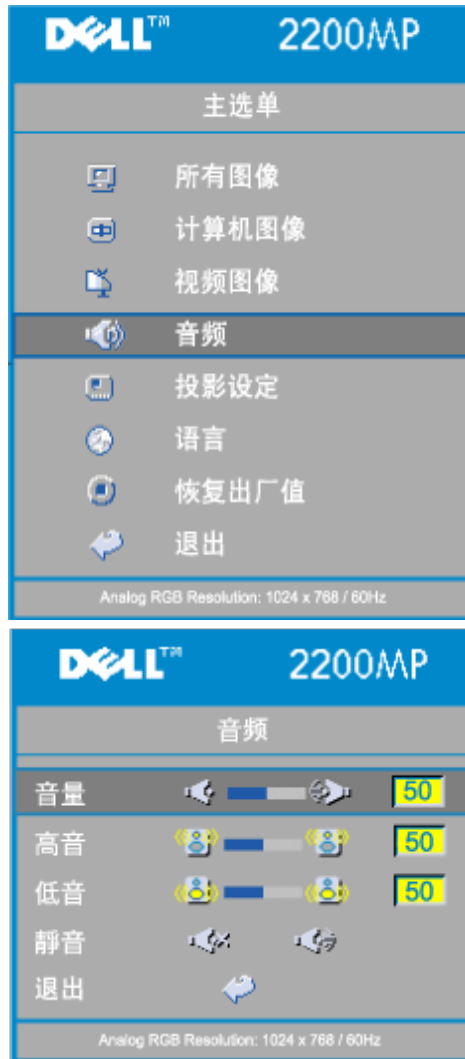 DELL™ 2200MP
主选单
所有图像
计算机图像
视频图像
音频
投影设定
语言
恢复出厂值
退出
Analog RGB Resolution: 1024 x 768 / 60Hz
DELL™ 2200MP
音频
音量 50
高音 50
低音 50
靜音
退出
Analog RGB Resolution: 1024 x 768 / 60Hz